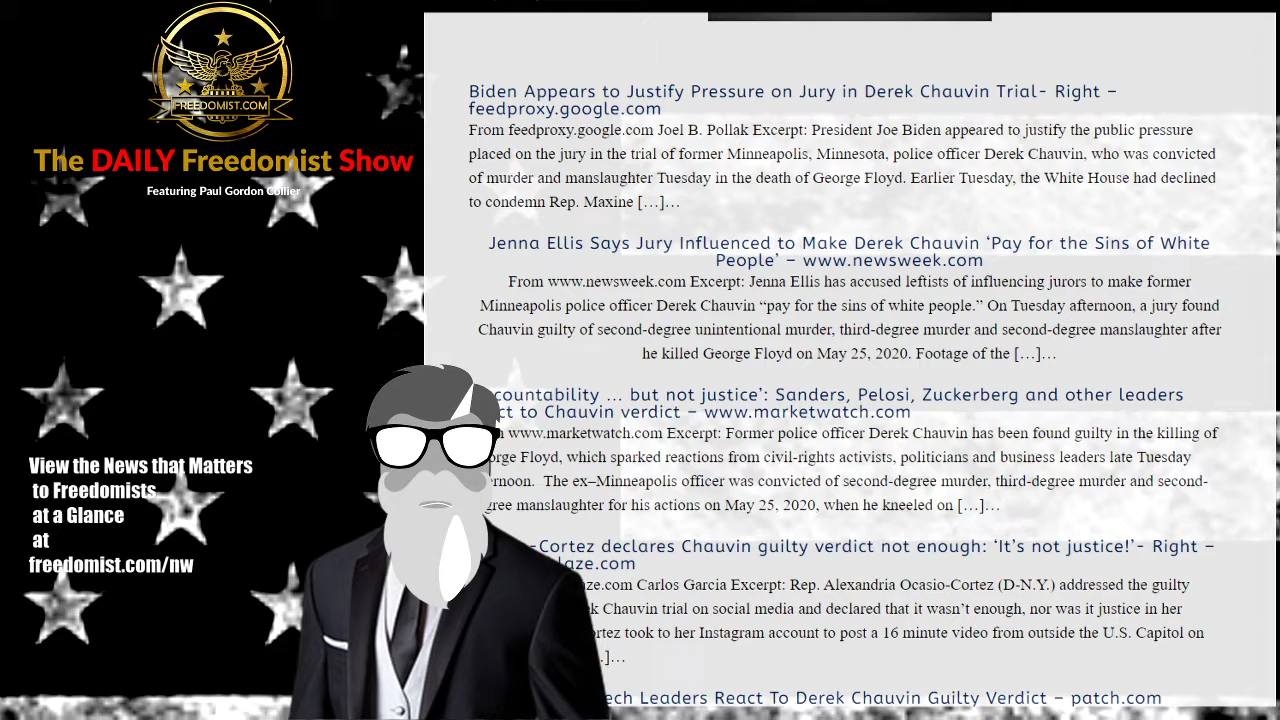 FREEDOMIST.COM
The DAILY Freedomist Show
Featuring Paul Gordon Collier
View the News that Matters
to Freedomists
at a Glance
at
freedomist.com/nw
Biden Appears to Justify Pressure on Jury in Derek Chauvin Trial- Right –
feedproxy.google.com
From feedproxy.google.com Joel B. Pollak Excerpt: President Joe Biden appeared to justify the public pressure
placed on the jury in the trial of former Minneapolis, Minnesota, police officer Derek Chauvin, who was convicted
of murder and manslaughter Tuesday in the death of George Floyd. Earlier Tuesday, the White House had declined
to condemn Rep. Maxine […]…
Jenna Ellis Says Jury Influenced to Make Derek Chauvin ‘Pay for the Sins of White
People’ – www.newsweek.com
From www.newsweek.com Excerpt: Jenna Ellis has accused leftists of influencing jurors to make former
Minneapolis police officer Derek Chauvin “pay for the sins of white people.” On Tuesday afternoon, a jury found
Chauvin guilty of second-degree unintentional murder, third-degree murder and second-degree manslaughter after
he killed George Floyd on May 25, 2020. Footage of the […]…
countability … but not justice’: Sanders, Pelosi, Zuckerberg and other leaders
ct to Chauvin verdict – www.marketwatch.com
www.marketwatch.com Excerpt: Former police officer Derek Chauvin has been found guilty in the killing of
orge Floyd, which sparked reactions from civil-rights activists, politicians and business leaders late Tuesday
ernoon. The ex–Minneapolis officer was convicted of second-degree murder, third-degree murder and second-
gree manslaughter for his actions on May 25, 2020, when he kneeled on […]…
-Cortez declares Chauvin guilty verdict not enough: ‘It’s not justice!’- Right –
laze.com
aze.com Carlos Garcia Excerpt: Rep. Alexandria Ocasio-Cortez (D-N.Y.) addressed the guilty
k Chauvin trial on social media and declared that it wasn’t enough, nor was it justice in her
rtez took to her Instagram account to post a 16 minute video from outside the U.S. Capitol on
.]…
ech Leaders React To Derek Chauvin Guilty Verdict – patch.com